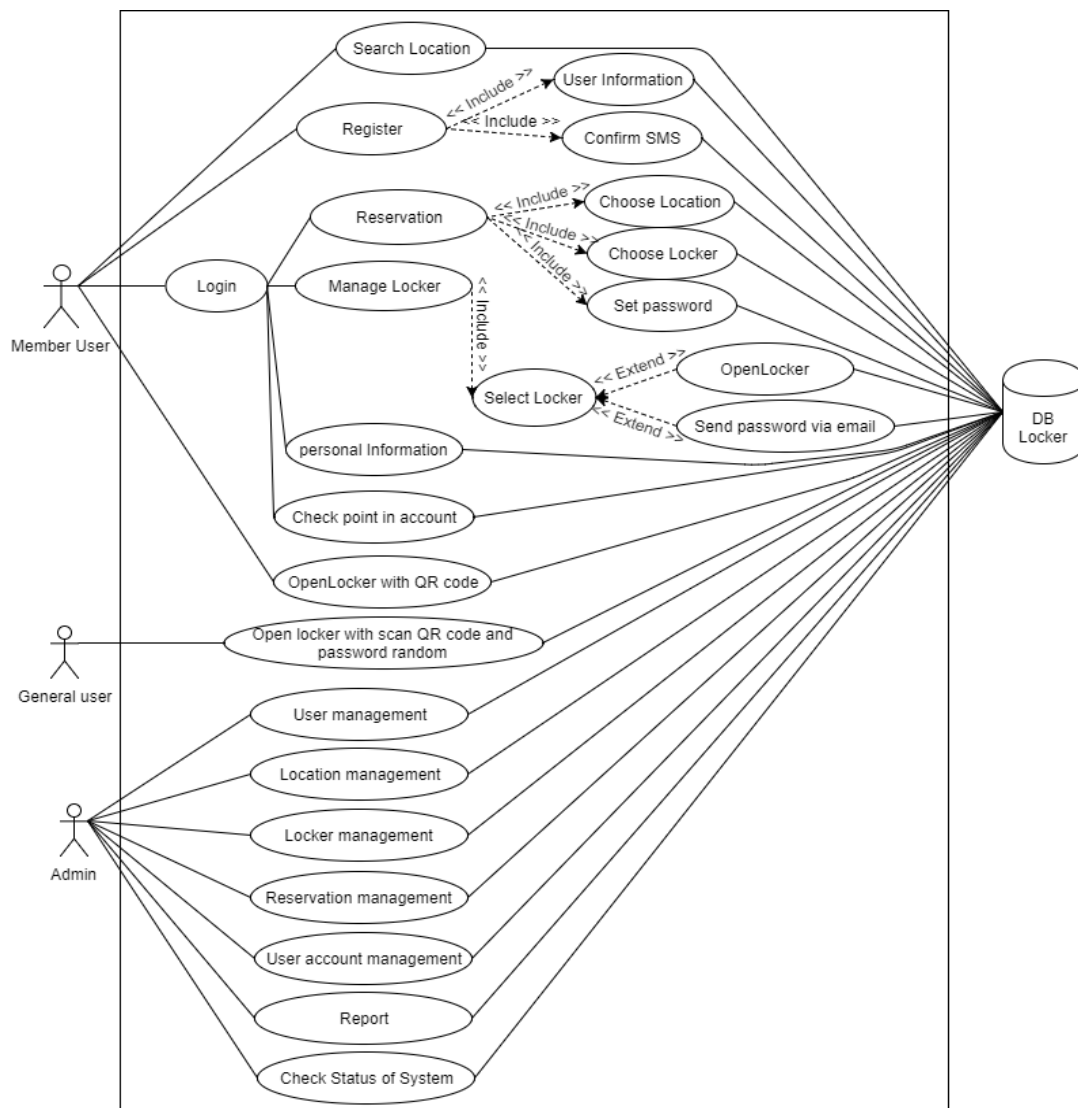 Search Location
<< Include >>
User Information
Register
<< Include >>
Confirm SMS
Reservation
<< Include >>
Choose Location
<< Include >>
Choose Locker
<< Include >>
Set password
Login
Manage Locker
<< Include >>
Member User
Select Locker
<< Extend >>
OpenLocker
<< Extend >>
Send password via email
DB
Locker
personal Information
Check point in account
OpenLocker with QR code
Open locker with scan QR code and
password random
General user
User management
Location management
Locker management
Admin
Reservation management
User account management
Report
Check Status of System